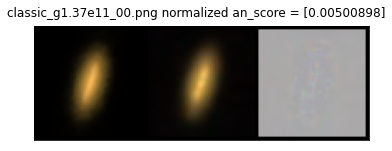 classic_g1.37e11_00.png normalized an_score = [0.00500898]